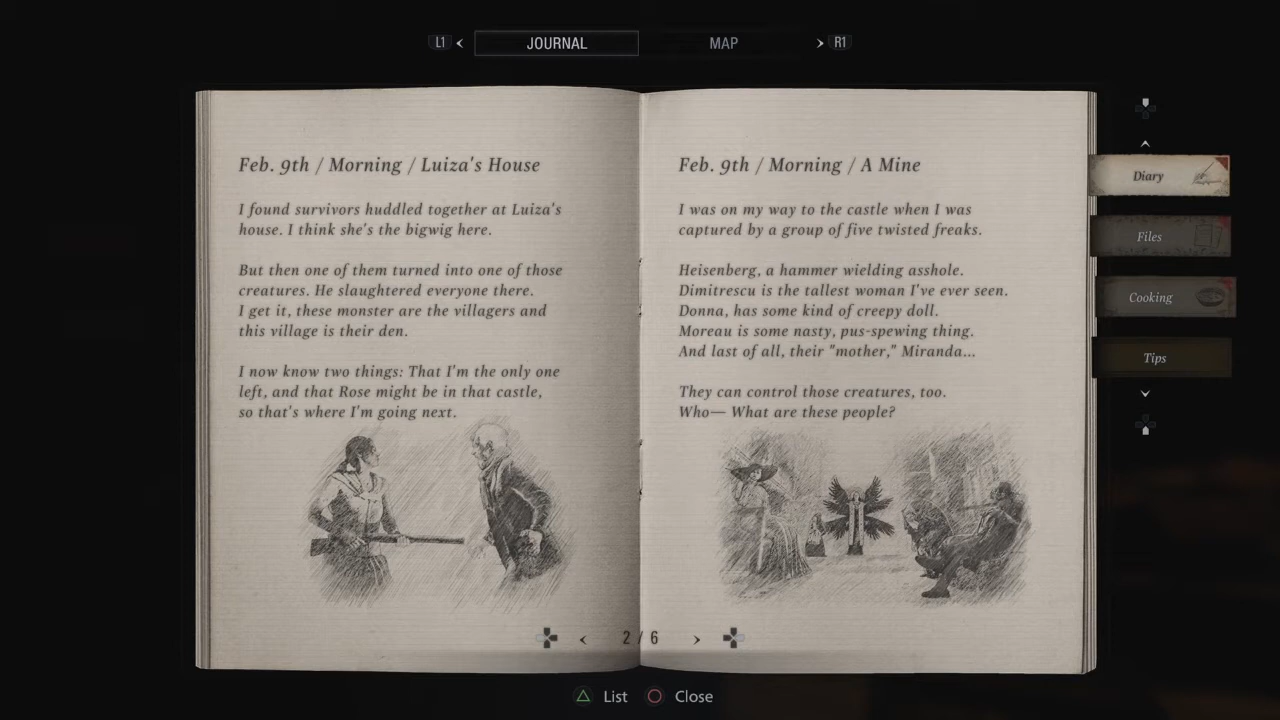 L1 JOURNAL MAP R1
Feb. 9th / Morning / Luiza's House
I found survivors huddled together at Luiza's
house. I think she's the bigwig here.
But then one of them turned into one of those
creatures. He slaughtered everyone there.
I get it, these monster are the villagers and
this village is their den.
I now know two things: That I'm the only one
left, and that Rose might be in that castle,
so that's where I'm going next.
Feb. 9th / Morning / A Mine
I was on my way to the castle when I was
captured by a group of five twisted freaks.
Heisenberg, a hammer wielding asshole.
Dimitrescu is the tallest woman I've ever seen.
Donna, has some kind of creepy doll.
Moreau is some nasty, pus-spewing thing.
And last of all, their "mother," Miranda...
They can control those creatures, too.
Who— What are these people?
Diary
Files
Cooking
Tips
2 / 6
List Close